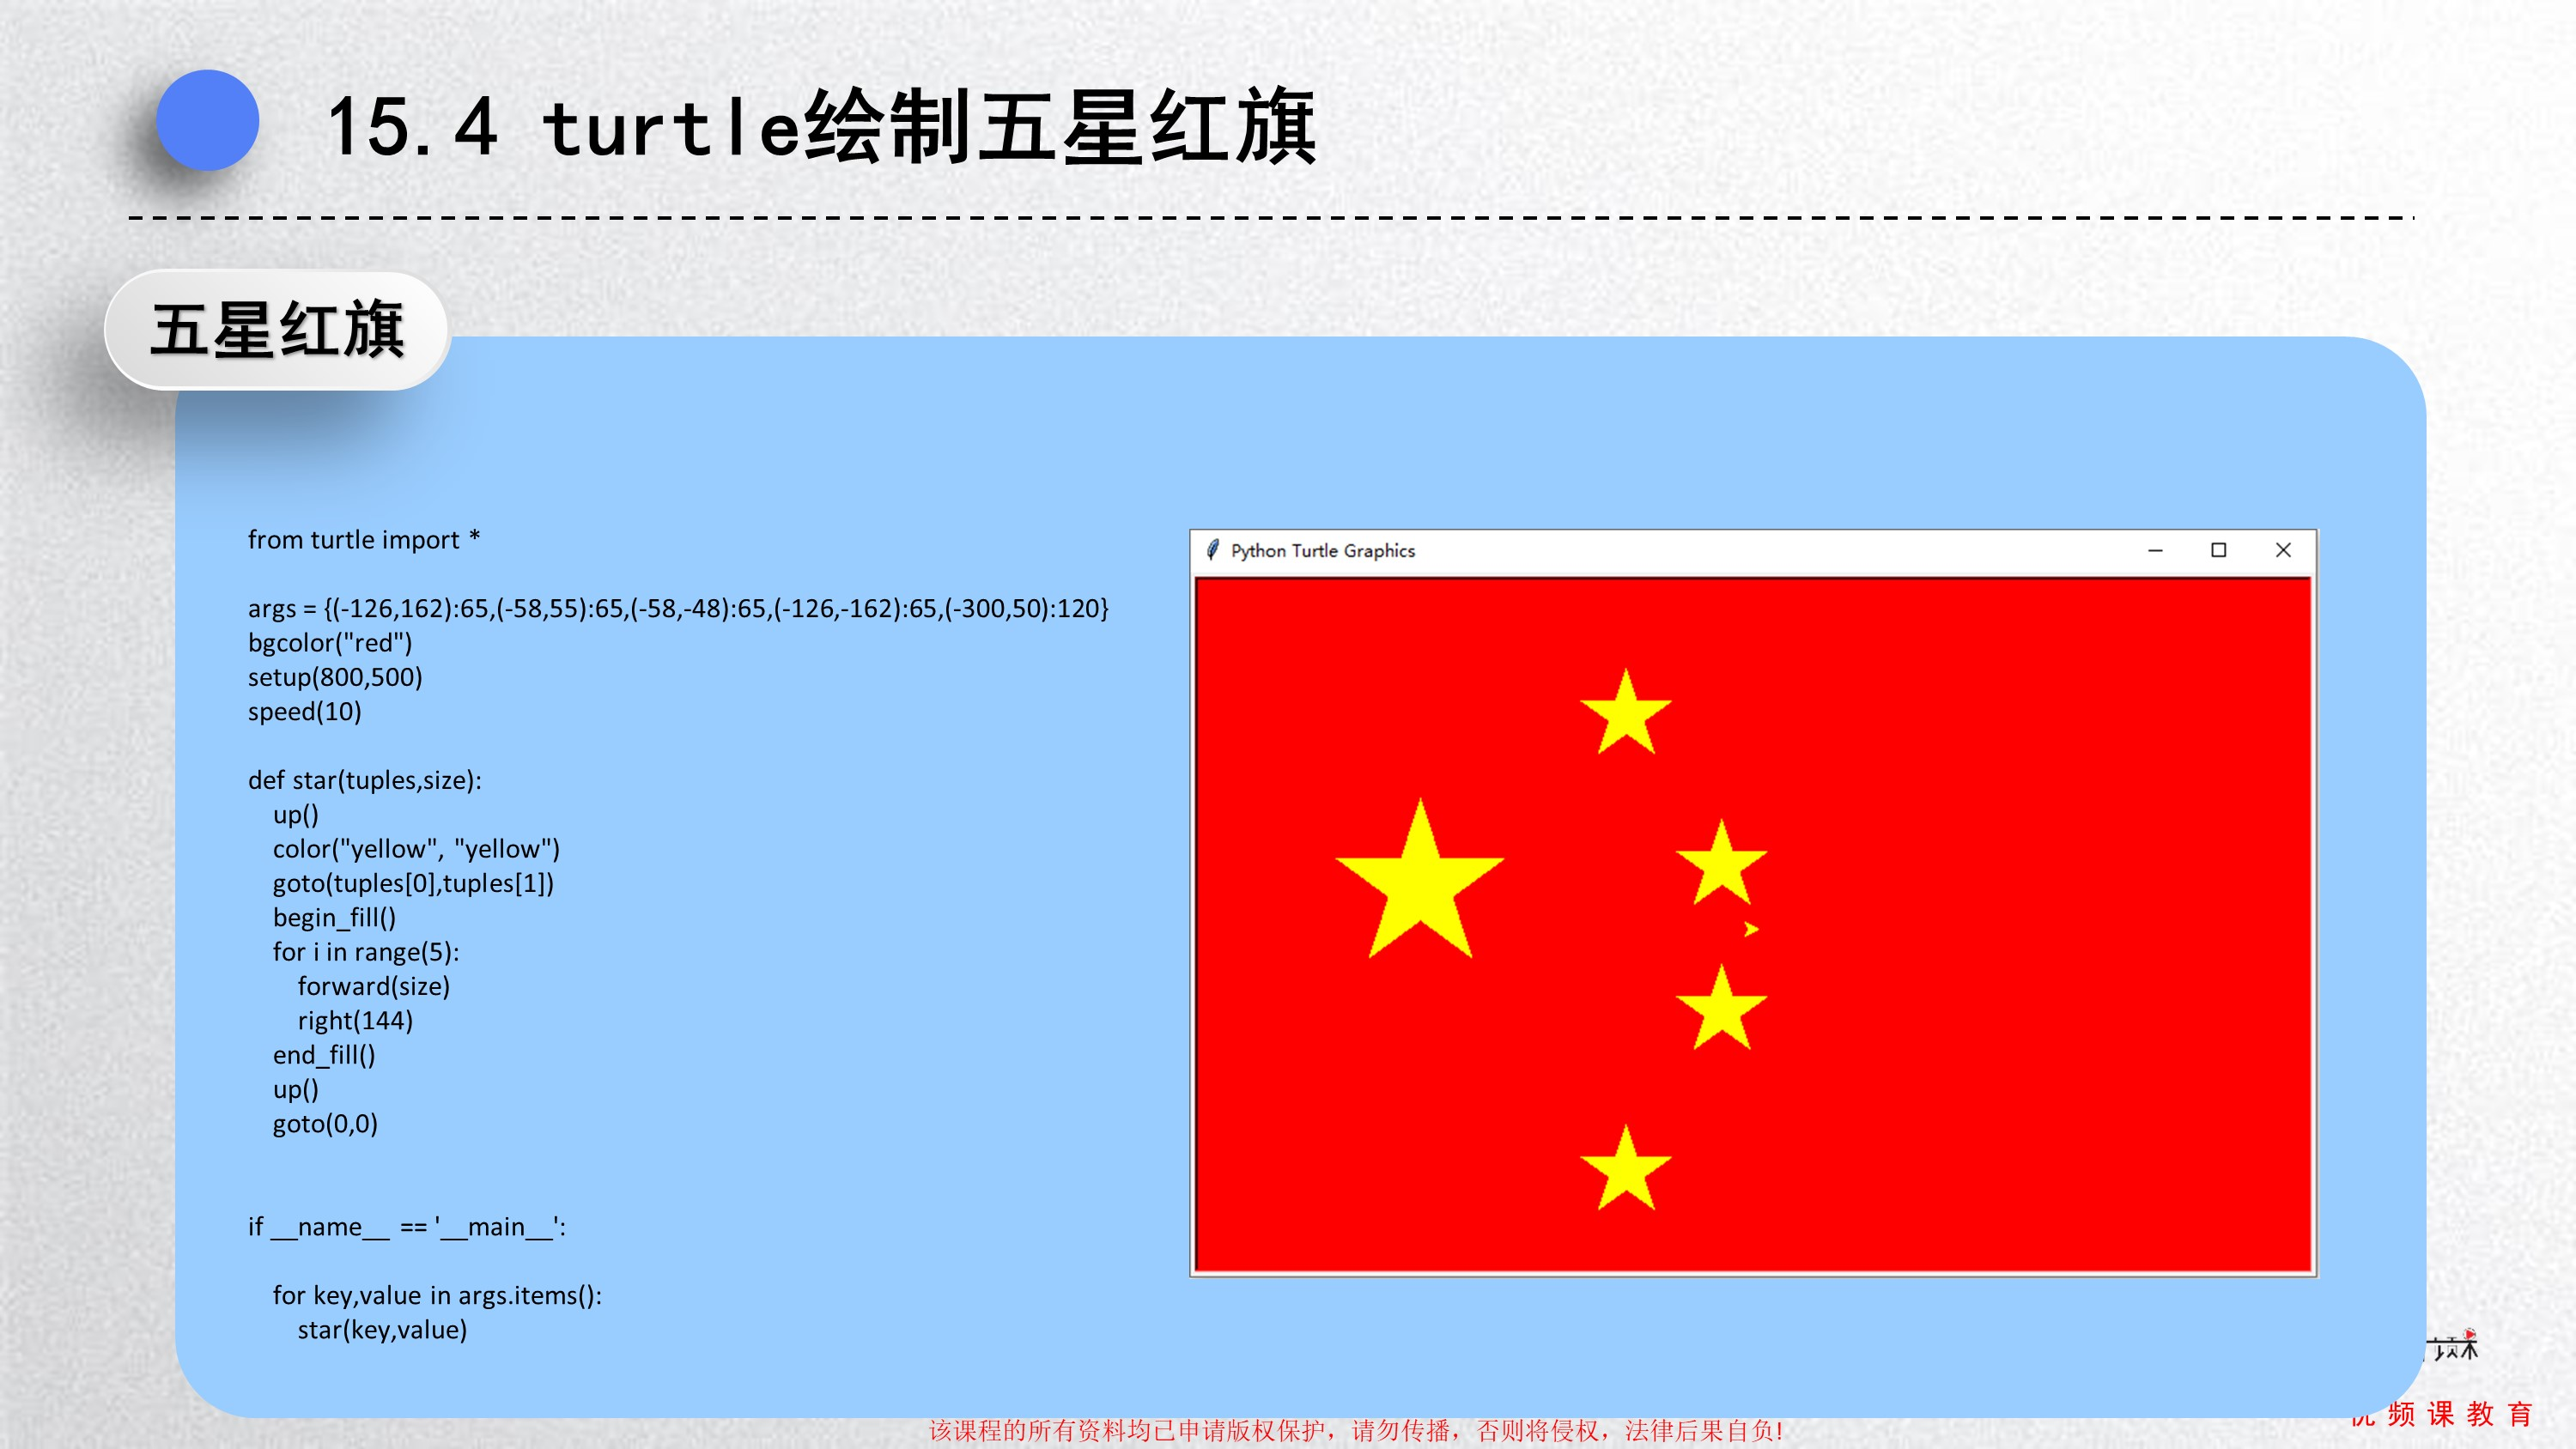 15.4 turtle绘制五星红旗
五星红旗
from turtle import *
args = {(-126,162):65,(-58,55):65,(-58,-48):65,(-126,-162):65,(-300,50):120}
bgcolor("red")
setup(800,500)
speed(10)
def star(tuples,size):
    up()
    color("yellow", "yellow")
    goto(tuples[0],tuples[1])
    begin_fill()
    for i in range(5):
        forward(size)
        right(144)
    end_fill()
    up()
    goto(0,0)
if __name__ == '__main__':
    for key,value in args.items():
        star(key,value)
Python Turtle Graphics
频课教育
该课程的所有资料均已申请版权保护，请勿传播，否则将侵权，法律后果自负!